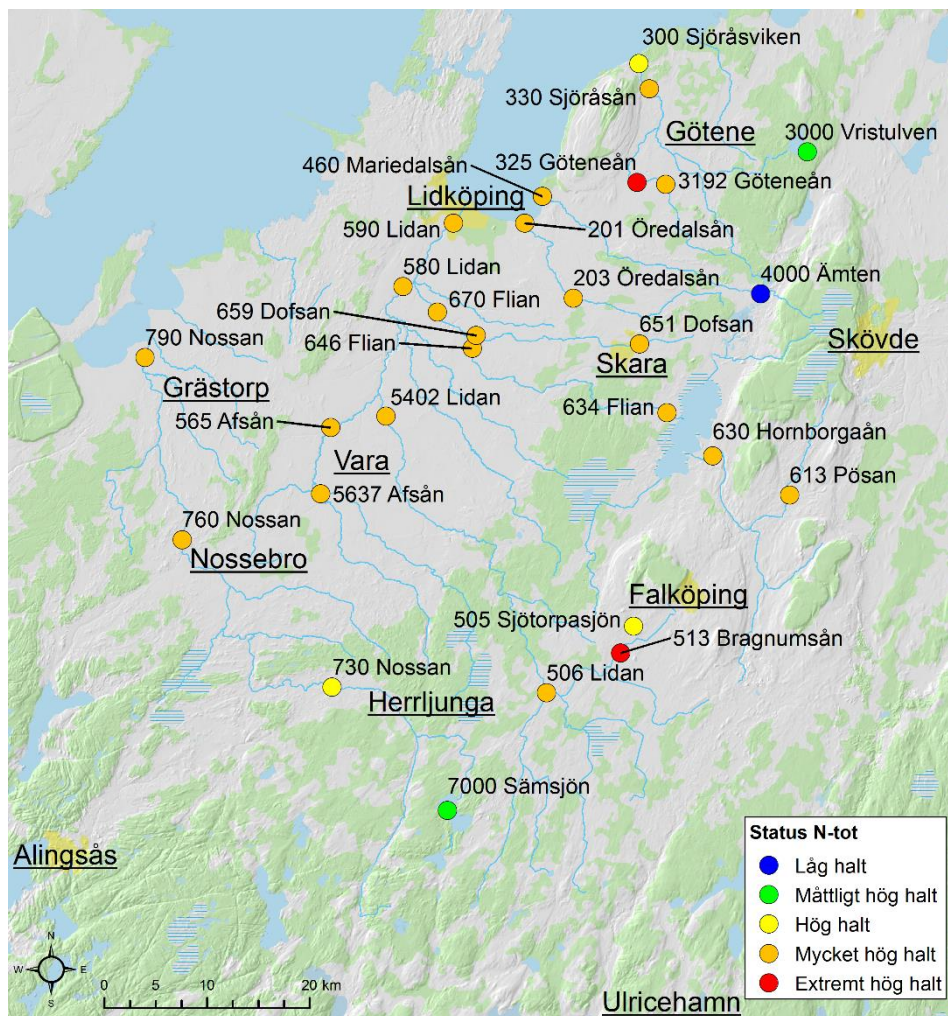 300 Sjöråsviken
330 Sjöråsån
Götene
3000 Vristulven
460 Mariedalsån
325 Göteneån
3192 Göteneån
Lidköping
590 Lidan
201 Öredalsån
580 Lidan
203 Öredalsån
4000 Ämten
670 Flian
659 Dofsan
651 Dofsan
790 Nossan
646 Flian
Skara
Skövde
Grästorp
5402 Lidan
634 Flian
565 Afsån
630 Hornborgaån
Vara
613 Pösan
5637 Afsån
760 Nossan
Nossebro
Falköping
505 Sjötorpasjön
513 Bragnumsån
730 Nossan
506 Lidan
Herrljunga
7000 Sämsjön
Alingsås
Status N-tot
Låg halt
Måttligt hög halt
Hög halt
Mycket hög halt
Extremt hög halt
N
W E
S
0 5 10 20 km
Ulricehamn